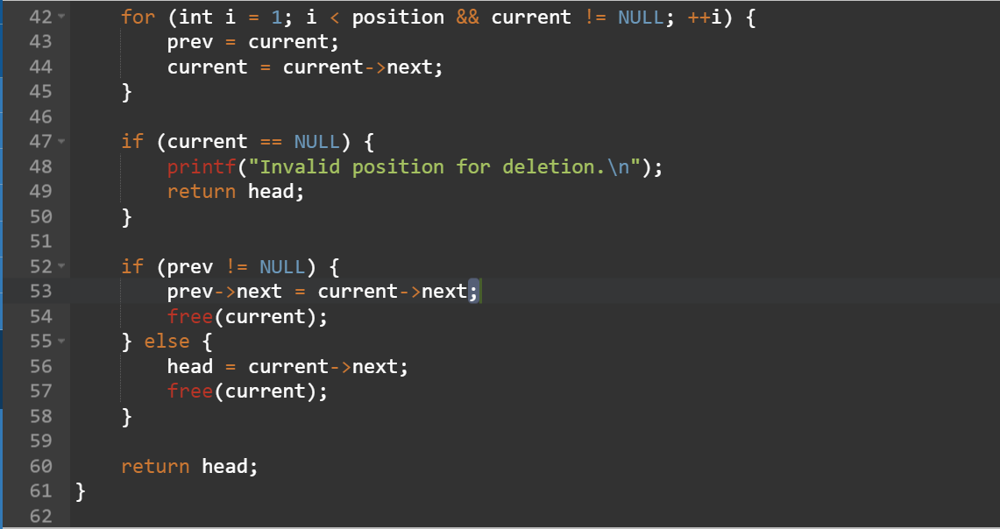 42 for (int i = 1; i < position && current != NULL; ++i) {
43 prev = current;
44 current = current->next;
45 }
46
47 if (current == NULL) {
48 printf("Invalid position for deletion.\n");
49 return head;
50 }
51
52 if (prev != NULL) {
53 prev->next = current->next;
54 free(current);
55 } else {
56 head = current->next;
57 free(current);
58 }
59
60 return head;
61 }
62